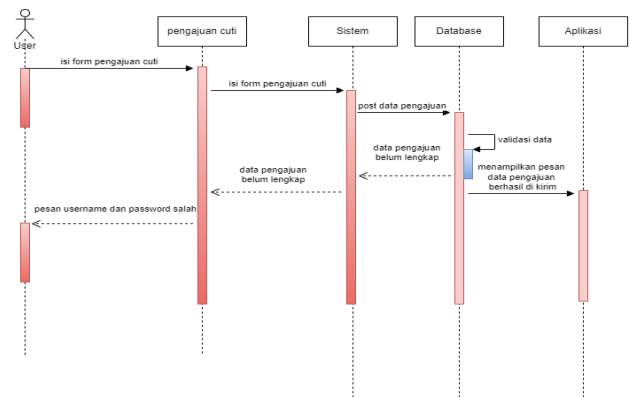 pengajuan cuti
Sistem
Database
Aplikasi
User
isi form pengajuan cuti
isi form pengajuan cuti
post data pengajuan
validasi data
data pengajuan
belum lengkap
menampilkan pesan
data pengajuan
berhasil di kirim
data pengajuan
belum lengkap
pesan username dan password salah